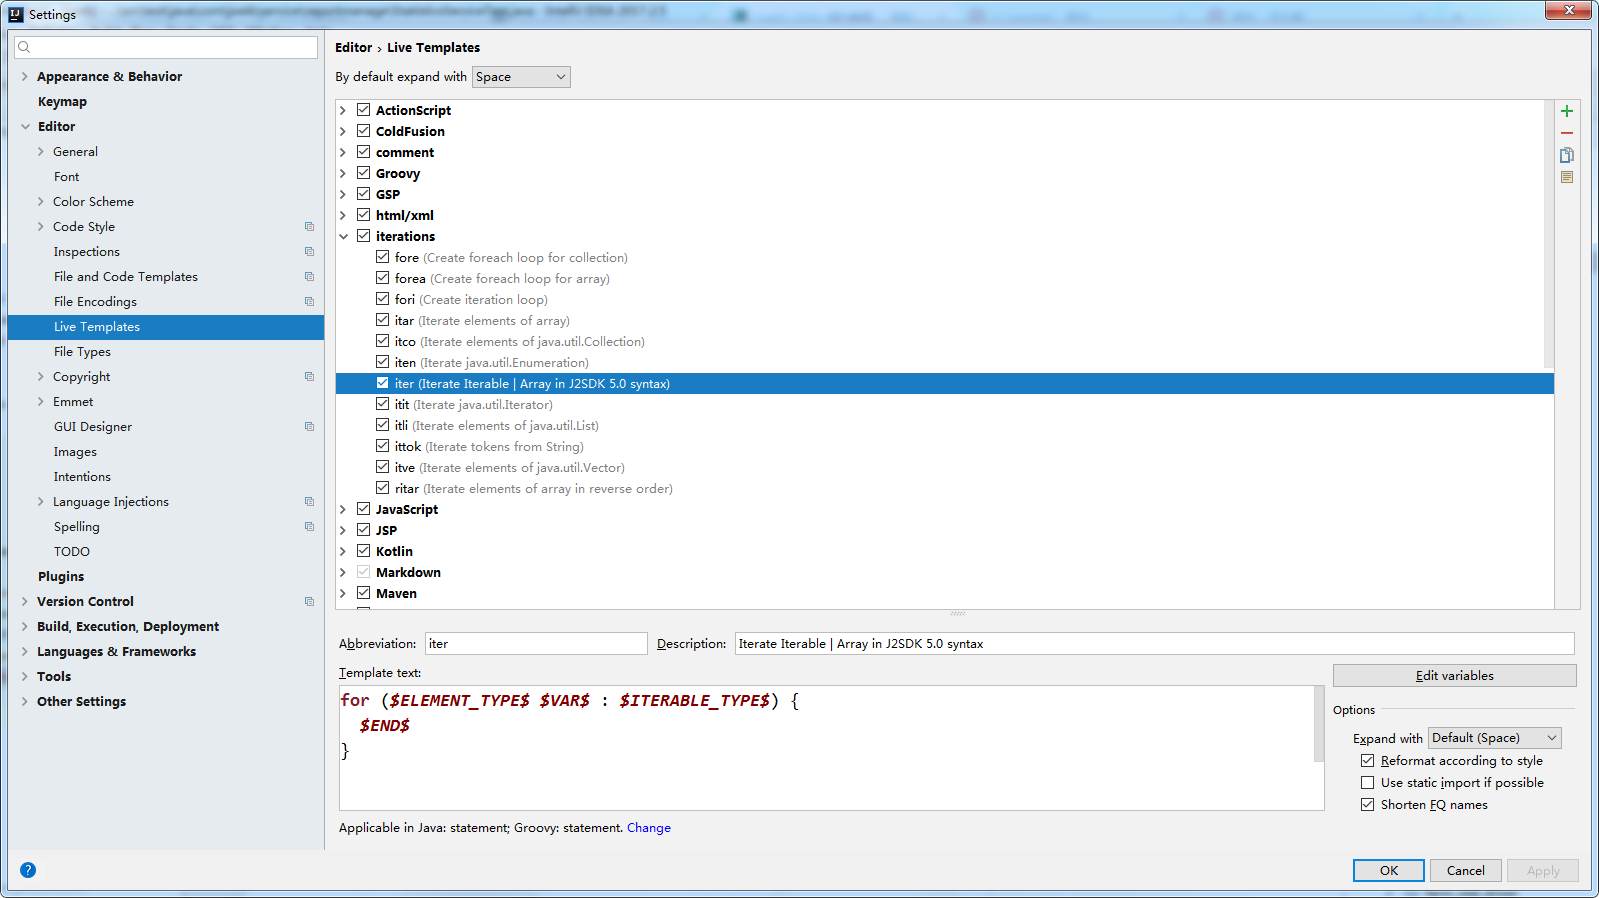 Settings
Appearance & Behavior
Keymap
Editor
General
Font
Color Scheme
Code Style
Inspections
File and Code Templates
File Encodings
Live Templates
File Types
Copyright
Emmet
GUI Designer
Images
Intentions
Language Injections
Spelling
TODO
Plugins
Version Control
Build, Execution, Deployment
Languages & Frameworks
Tools
Other Settings
Editor › Live Templates
By default expand with Space
ActionScript
ColdFusion
comment
Groovy
GSP
html/xml
iterations
fore (Create foreach loop for collection)
forea (Create foreach loop for array)
fori (Create iteration loop)
itar (Iterate elements of array)
itco (Iterate elements of java.util.Collection)
iten (Iterate java.util.Enumeration)
iter (Iterate Iterable | Array in J2SDK 5.0 syntax)
itit (Iterate java.util.Iterator)
itli (Iterate elements of java.util.List)
ittok (Iterate tokens from String)
itve (Iterate elements of java.util.Vector)
ritar (Iterate elements of array in reverse order)
JavaScript
JSP
Kotlin
Markdown
Maven
Abbreviation: iter Description: Iterate Iterable | Array in J2SDK 5.0 syntax
Template text:
for ($ELEMENT_TYPE$ $VAR$ : $ITERABLE_TYPE$) {
$END$
}
Edit variables
Options
Expand with Default (Space)
Reformat according to style
Use static import if possible
Shorten FQ names
Applicable in Java: statement; Groovy: statement. Change
? OK Cancel Apply